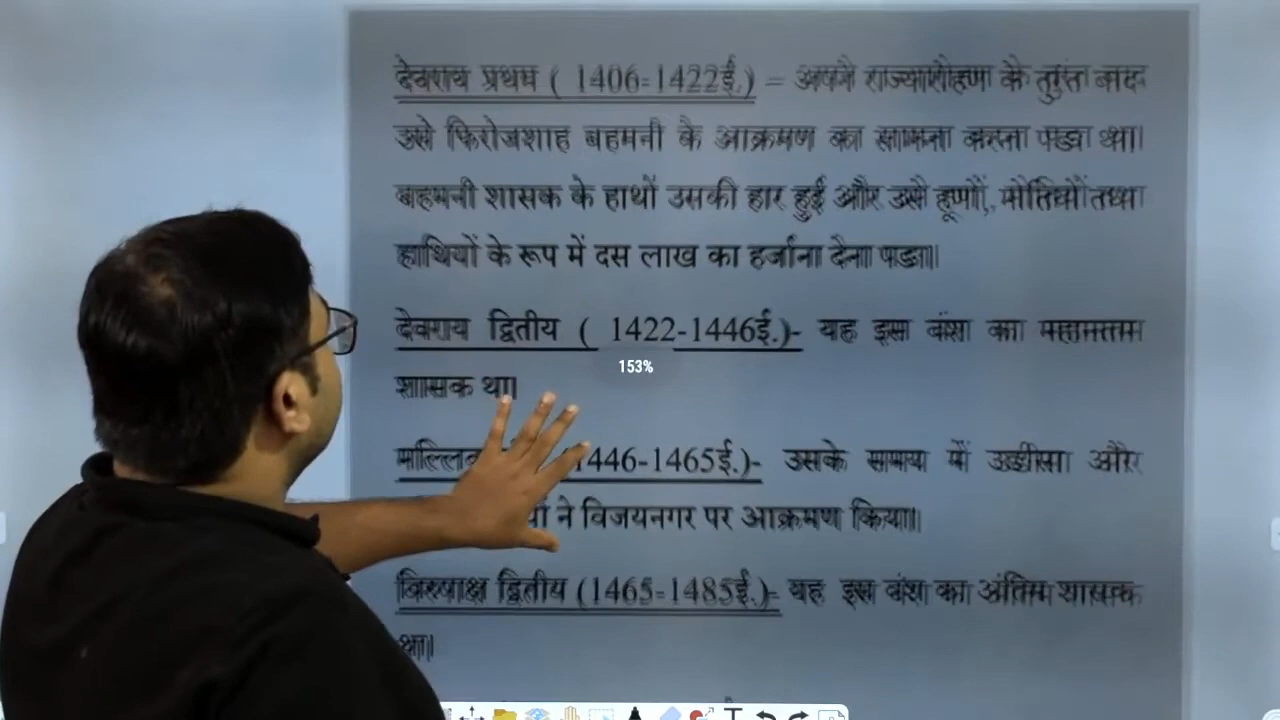 देवराय प्रथम ( 1406-1422ई.) – अपने राज्यारोहण के तुरंत बाद
उसे फिरोजशाह बहमनी के आक्रमण का सामना करना पड़ा था।
बहमनी शासक के हाथों उसकी हार हुई और उसे हूणों, मोतियों तथा
हाथियों के रूप में दस लाख का हर्जाना देना पड़ा।
देवराय द्वितीय ( 1422-1446ई.)- यह इस वंश का महानतम
153%
शासक था।
1446-1465ई.)- उसके समय में उड़ीसा और
ने विजयनगर पर आक्रमण किया।
विरुपाक्ष द्वितीय (1465-1485ई.)- यह इस वंश का अंतिम शासक
था।